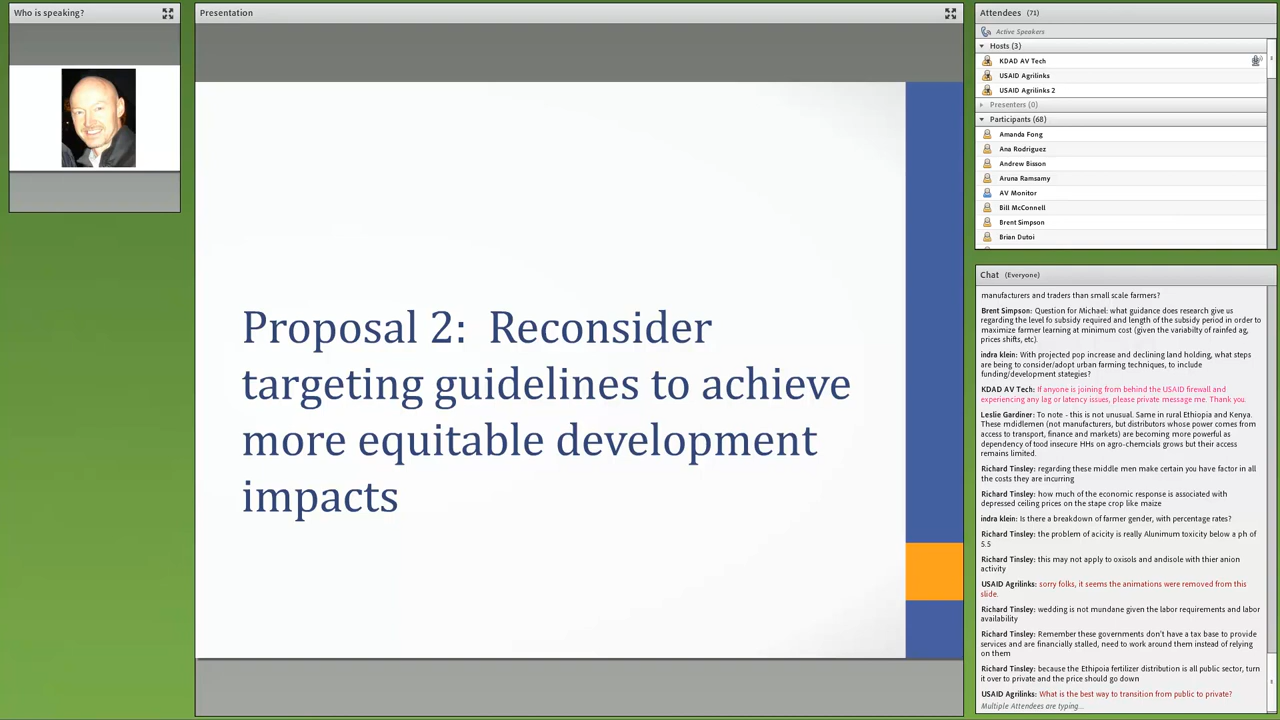 Who is speaking?
Presentation
Proposal 2: Reconsider
targeting guidelines to achieve
more equitable development
impacts
Attendees (71)
Active Speakers
Hosts (3)
KDAD AV Tech
USAID Agrilinks
USAID Agrilinks 2
Presenters (0)
Participants (68)
Amanda Fong
Ana Rodriguez
Andrew Bisson
Aruna Ramsamy
AV Monitor
Bill McConnell
Brent Simpson
Brian Dutoi
Chat (Everyone)
manufacturers and traders than small scale farmers?
Brent Simpson: Question for Michael: what guidance does research give us
regarding the level fo subsidy required and length of the subsidy period in order to
maximize farmer learning at minimum cost (given the variabilty of rainfed ag,
prices shifts, etc).
indra klein: With projected pop increase and declining land holding, what steps
are being to consider/adopt urban farming techniques, to include
funding/development stategies?
KDAD AV Tech: If anyone is joining from behind the USAID firewall and
experiencing any lag or latency issues, please private message me. Thank you.
Leslie Gardiner: To note - this is not unusual. Same in rural Ethiopia and Kenya.
These mdidlemen (not manufacturers, but distributors whose power comes from
access to transport, finance and markets) are becoming more powerful as
dependency of food insecure HHs on agro-chemicals grows but their access
remains limited.
Richard Tinsley: regarding these middle men make certain you have factor in all
the costs they are incurring
Richard Tinsley: how much of the economic response is associated with
depressed ceiling prices on the stape crop like maize
indra klein: Is there a breakdown of farmer gender, with percentage rates?
Richard Tinsley: the problem of acicity is really Alunimum toxicity below a ph of
5.5
Richard Tinsley: this may not apply to oxisols and andisole with thier anion
activity
USAID Agrilinks: sorry folks, it seems the animations were removed from this
slide.
Richard Tinsley: wedding is not mundane given the labor requirements and labor
availability
Richard Tinsley: Remember these governments don't have a tax base to provide
services and are financially stalled, need to work around them instead of relying
on them
Richard Tinsley: because the Ethipoia fertilizer distribution is all public sector, turn
it over to private and the price should go down
USAID Agrilinks: What is the best way to transition from public to private?
Multiple Attendees are typing...